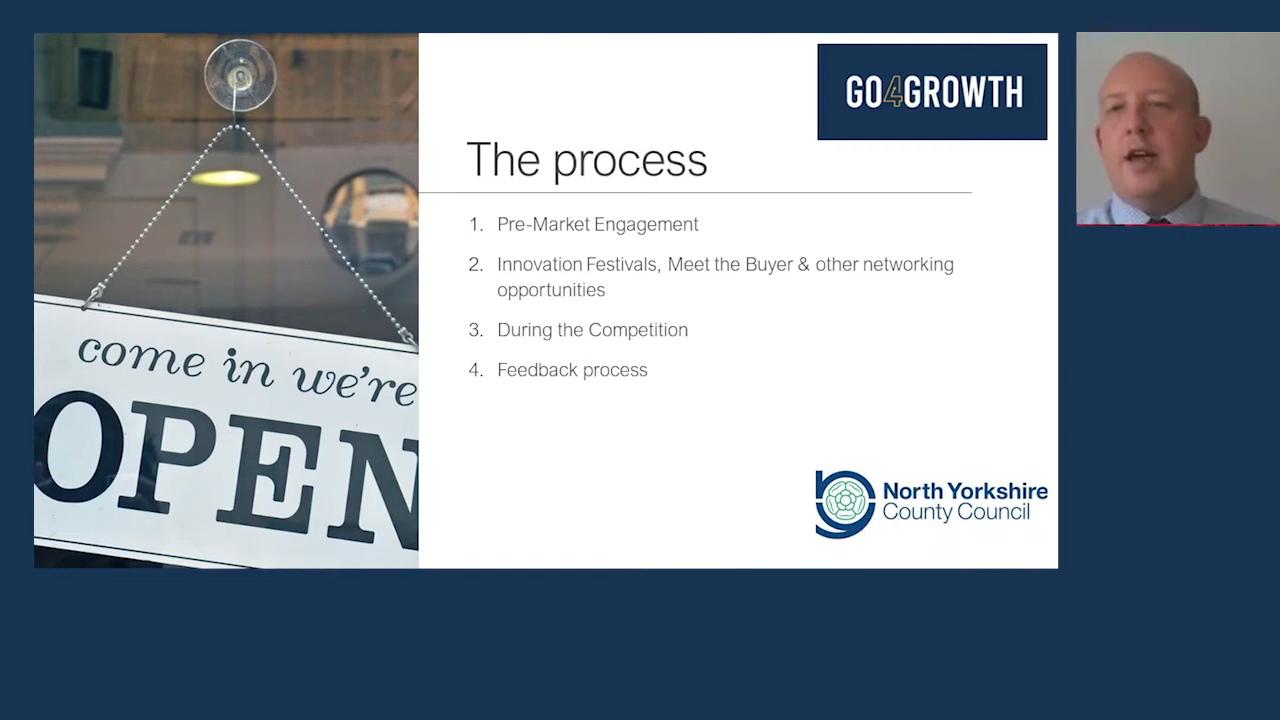 come in we're
OPEN
GO4GROWTH
The process
1. Pre-Market Engagement
2. Innovation Festivals, Meet the Buyer & other networking
opportunities
3. During the Competition
4. Feedback process
North Yorkshire
County Council